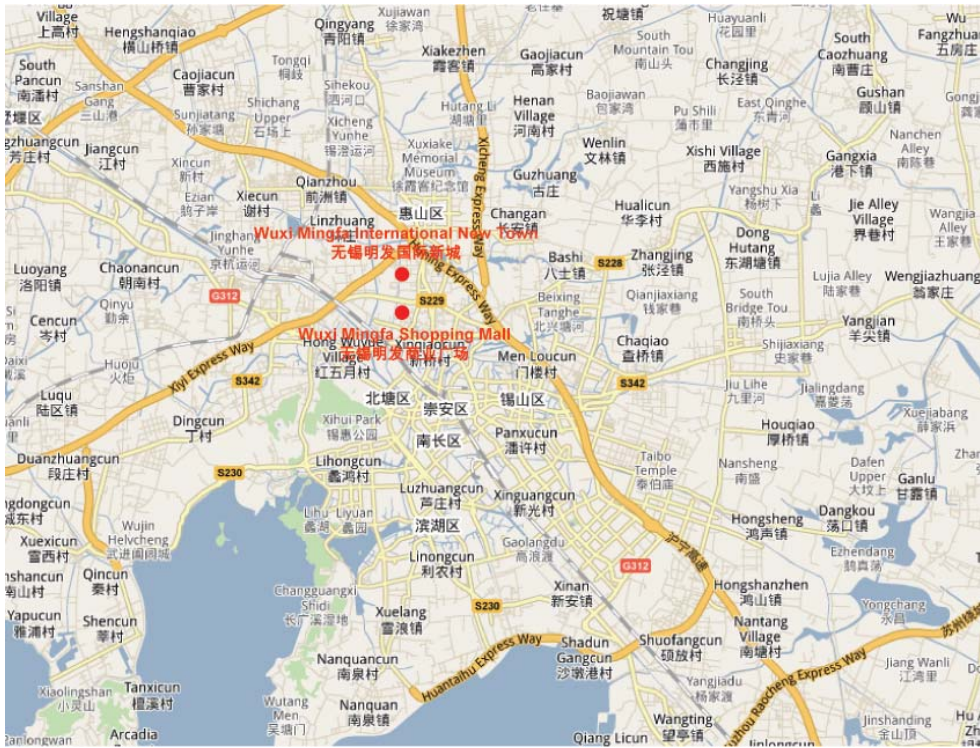 Village
上高村
Hengshanqiao
横山桥镇
Qingyang
青阳镇
Xujiawan
徐家湾
Xiakezhen
霞客镇
Gaojiacun
高家村
祝塘镇
South
Mountain Tou
南山头
Huayuanli
花园里
Changjing
长泾镇
South
Caozhuang
南曹庄
Fangzhuang
五房庄
South
Pancun
南潘村
Sanshan
Gang
三山港
Caojiacun
曹家村
Tongqi
桐岐
Sihekou
泗河口
Hutang Li
湖塘里
Henan
Village
河南村
Baojiawan
包家湾
Pu Shili
蒲市里
East Qinghe
东青河
Gushan
顾山镇
Sunjiatang
孙家塘
Shichang
Upper
石场上
Xicheng
Yunhe
锡澄运河
Xicheng Express Way
Wenlin
文林镇
Nanchen
Alley
南陈巷
芳庄村
Jiangcun
江村
Xincun
新村
Xuxiake
Memorial
Museum
徐霞客纪念馆
Guzhuang
古庄
Xishi Village
西施村
Gangxia
港下镇
Ezian
鹅子岸
Xiecun
谢村
Qianzhou
前洲镇
Linzhuang
惠山区
Changan
长安镇
Hualicun
华李村
Yangshu Xia
杨树下
Li
蠡
Jie Alley
Village
界巷村
Wangjia
Alley
王家巷
Wuxi Mingfa International New Town
无锡明发国际新城
Jinghang
Yunhe
京杭运河
Luoyang
洛阳镇
Chaonancun
朝南村
Bashi
八士镇
S228
Zhangjing
张泾镇
Dong
Hutang
东湖塘镇
Lujia Alley
陆家巷
Wengjiazhuang
翁家庄
Qinyu
勤余
G312
S229
Beixing
Tanghe
北兴塘河
Qianjiaxiang
钱家巷
South
Bridge Tou
南桥头
Yangjian
羊尖镇
Cencun
岑村
Wuxi Mingfa Shopping Mall
无锡明发商业广场
Village
红五月村
Xinqiaocun
新桥村
Men Loucun
门楼村
Chaqiao
查桥镇
Shijiaxiang
史家巷
Huoju
火炬
Xiyi Express Way
S342
S342
Luqu
陆区镇
北塘区
崇安区
锡山区
Jiu Lihe
九里河
Jialingdang
嘉菱荡
Xuejiabang
薛家浜
Dingcun
丁村
Xihui Park
锡惠公园
南长区
Panxucun
潘许村
Houqiao
厚桥镇
Duanzhuangcun
段庄村
S230
Lihongcun
蠡鸿村
Taibo
Temple
泰伯庙
Nansheng
南盛
Dafen
Upper
大坟上
Ganlu
甘露镇
Luzhuangcun
芦庄村
Xinguangcun
新光村
城东村
Wujin
Helvcheng
武进阖闾城
Lihu
蠡湖
Liyuan
蠡园
滨湖区
Gaolangdu
高浪渡
Hongsheng
鸿声镇
Dangkou
荡口镇
Xuexicun
雪西村
Linongcun
利农村
沪宁高速
Ezhendang
鹅真荡
Qincun
秦村
Changguangxi
Shidi
长广溪湿地
G312
Xinan
新安镇
Hongshanzhen
鸿山镇
Yapucun
雅浦村
Shencun
莘村
Xuelang
雪浪镇
S230
Yongchang
永昌
Nantang
Village
南塘村
Shadun
Gangcun
沙墩港村
Shuofangcun
硕放村
Nanquancun
南泉村
Huantaihu Express Way
Jiang Wanli
江湾里
Xiaolingshan
小灵山
Tanxicun
檀溪村
Wutang
Men
吴塘门
Nanquan
南泉镇
Yangjiadu
杨家渡
Arcadia
Qiang Licun
Wangting
望亭镇
Jinshanding
金山顶
Jinlongcun